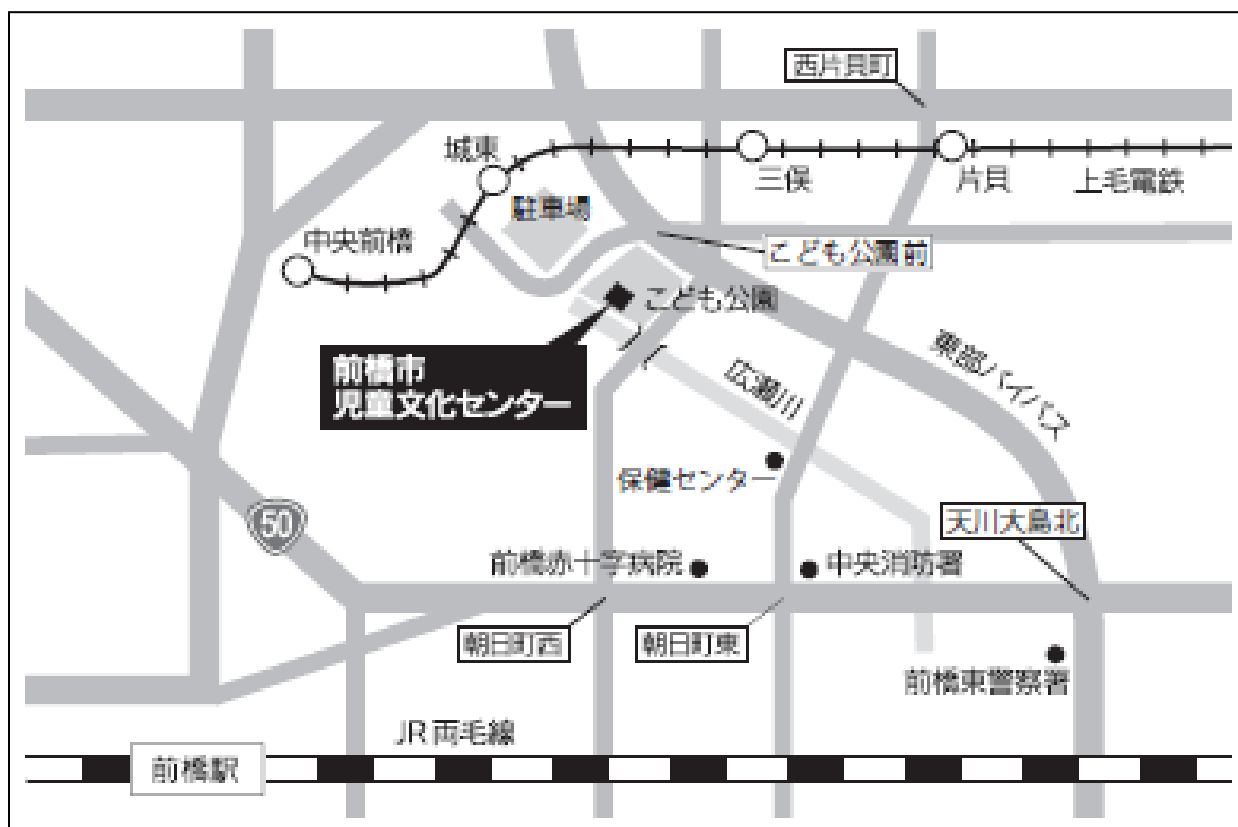 西片貝町
城東
三俣
片貝
上毛電鉄
駐車場
中央前橋
こども公園前
こども公園
前橋市
児童文化センター
東部バイパス
広瀬川
保健センター
50
天川大島北
前橋赤十字病院
中央消防署
朝日町西
朝日町東
前橋東警察署
JR両毛線
前橋駅